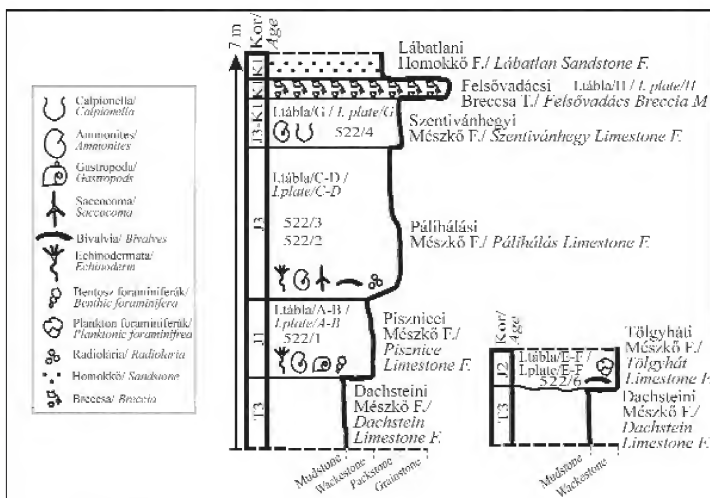 7 m
Kor/
Age
Lábatlani
Homokkő F./ Lábatlan Sandstone F.
K1
Felsővadácsi I.tábla/H / I. plate/H
Breccsa T./ Felsővadács Breccia M
K1
I.tábla/G / I. plate/G
522/4
J3-K1
Szentivánhegyi
Mészkő F./ Szentivánhegy Limestone F.
I.tábla/C-D /
I.plate/C-D
522/3
522/2
J3
Pálihálási
Mészkő F./ Pálihálás Limestone F.
I.tábla/A-B /
I.plate/A-B
522/1
J1
Pisznicei
Mészkő F./
Pisznice
Limestone F.
T3
Dachsteini
Mészkő F./
Dachstein
Limestone F.
Mudstone
Wackestone
Packstone
Grainstone
Calpionella/
Calpionella
Ammonites/
Ammonites
Gastropoda/
Gastropods
Saccocoma/
Saccocoma
Bivalvia/ Bivalves
Echinodermata/
Echinoderm
Bentosz foraminiferák/
Benthic foraminifera
Plankton foraminiferák/
Planktonic foraminifrea
Radiolária/ Radiolaria
Homokkő/ Sandstone
Breccsa/ Breccia
Kor/
Age
J2
I.tábla/E-F /
I.plate/E-F
522/6
Tölgyháti
Mészkő F./
Tölgyhát
Limestone F.
T3
Dachsteini
Mészkő F./
Dachstein
Limestone F.
Mudstone
Wackestone